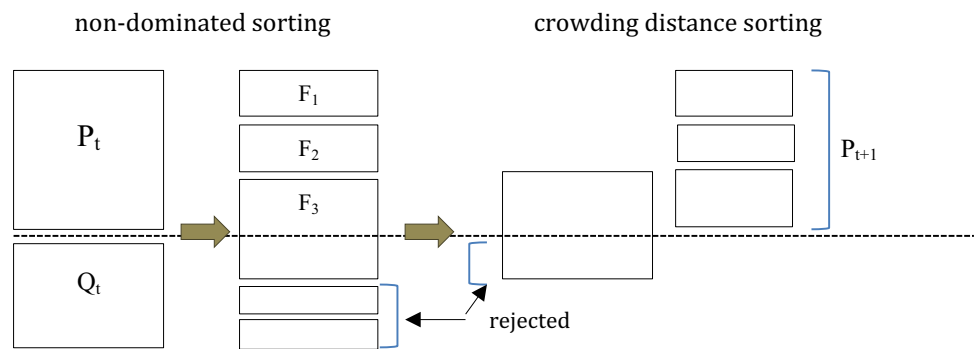 non-dominated sorting
crowding distance sorting
Pₜ
F₁
F₂
F₃
Pₜ₊₁
Qₜ
rejected